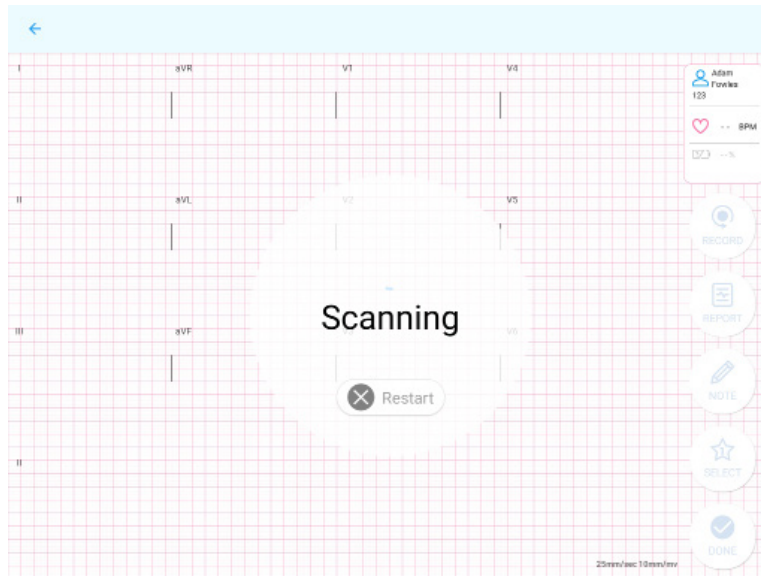 I aVR V1 V4
Adam
Fowles
123
-- BPM
--%
II aVL V2 V5
RECORD
REPORT
Scanning
III aVF V6
NOTE
Restart
II
SELECT
DONE
25mm/sec 10mm/mv